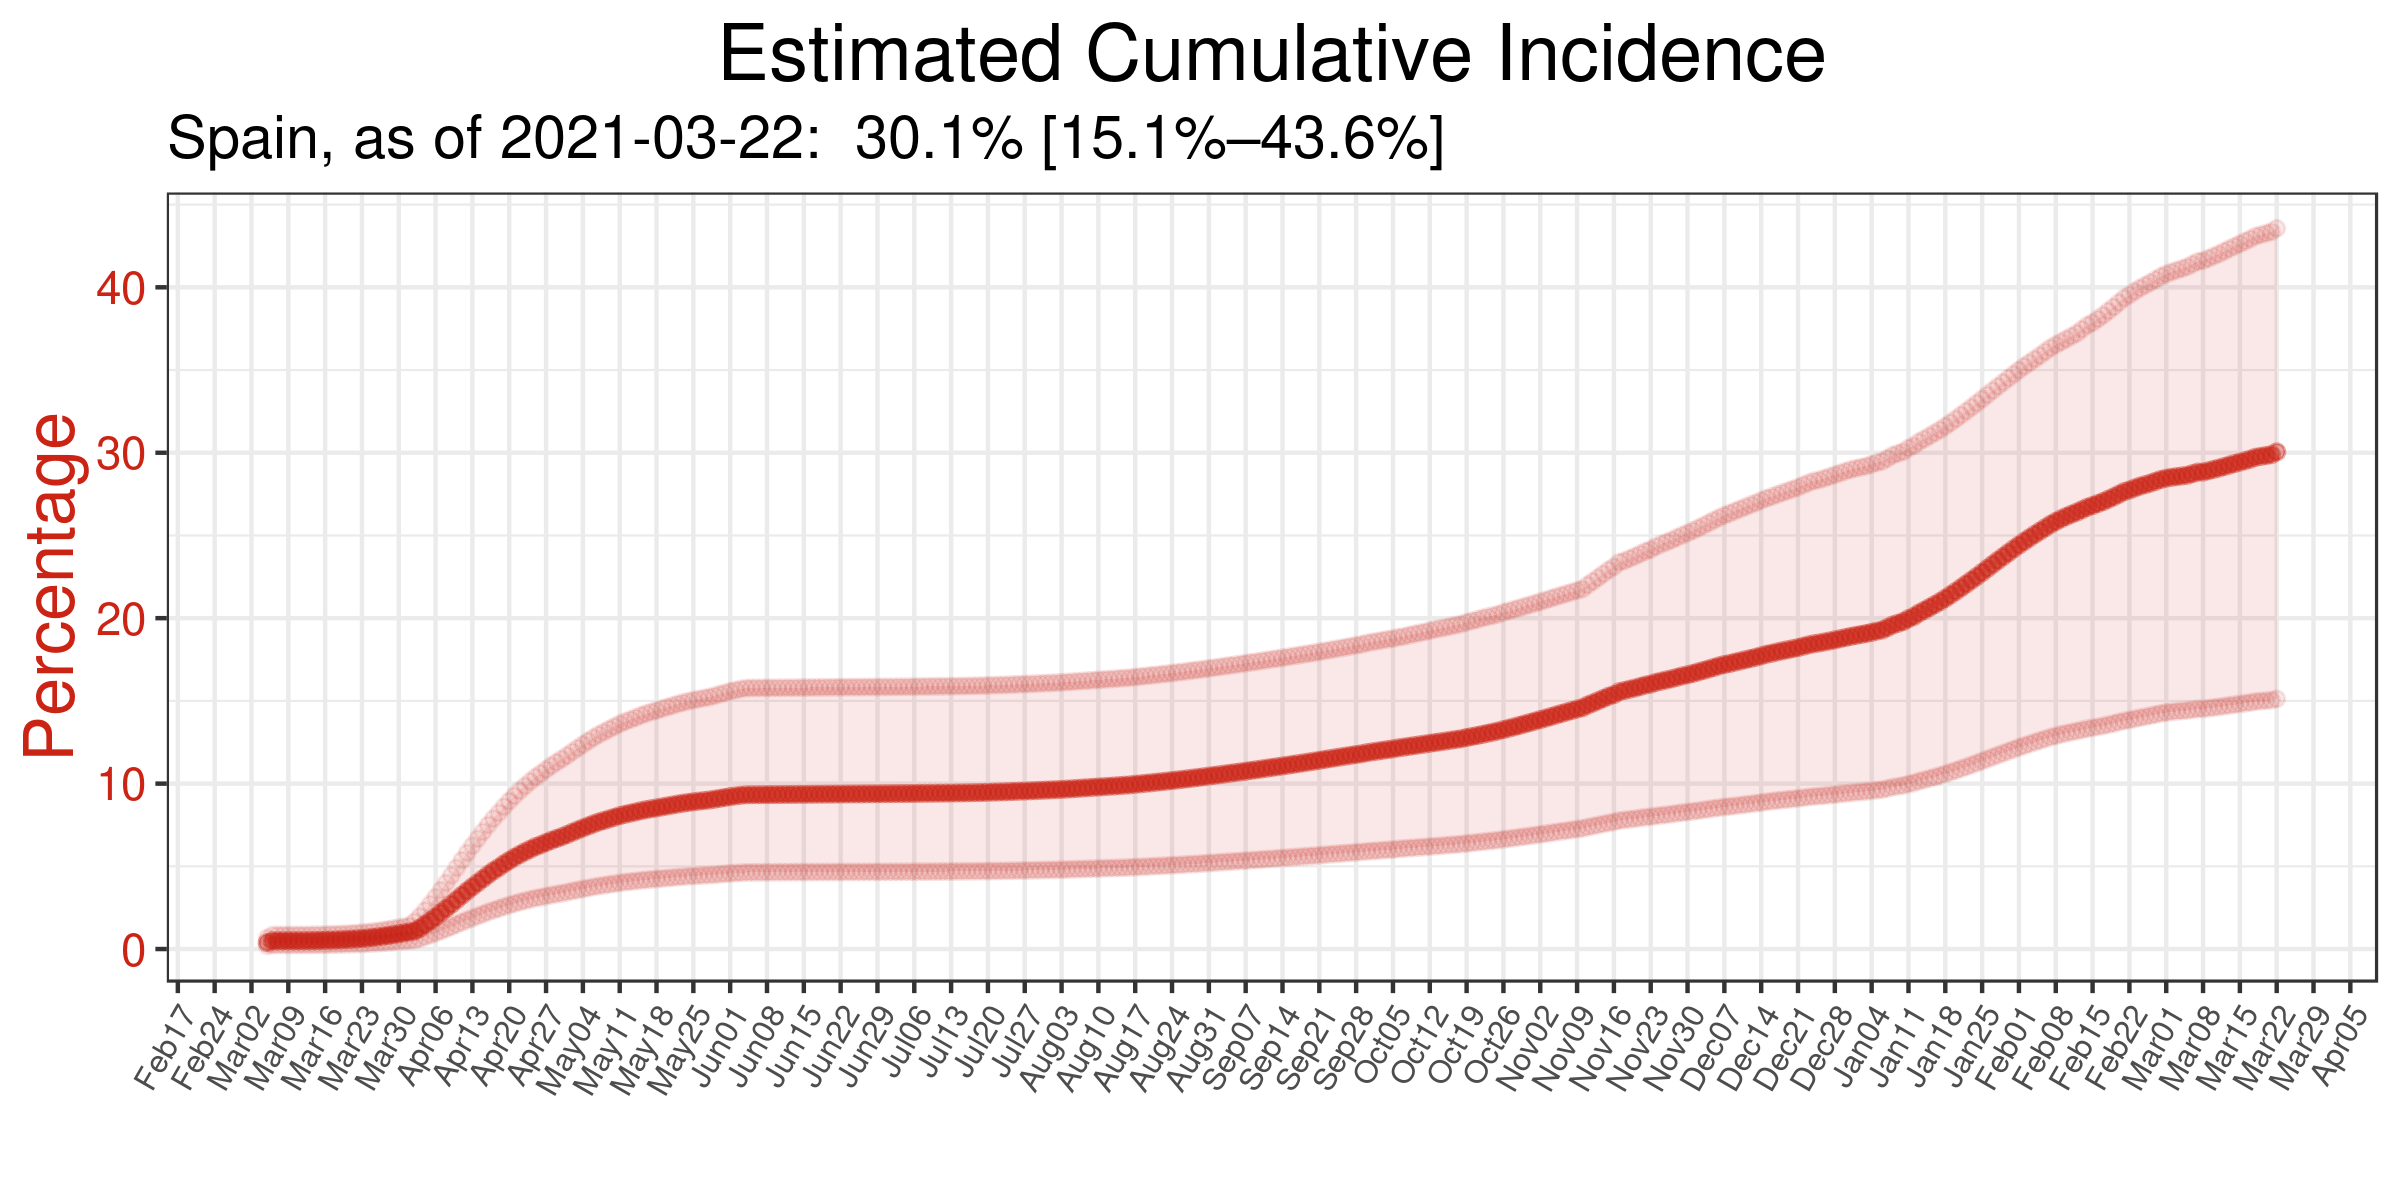 Estimated Cumulative Incidence
Spain, as of 2021-03-22:  30.1% [15.1%–43.6%]
Percentage
40
30
20
10
0
Feb17
Feb24
Mar02
Mar09
Mar16
Mar23
Mar30
Apr06
Apr13
Apr20
Apr27
May04
May11
May18
May25
Jun01
Jun08
Jun15
Jun22
Jun29
Jul06
Jul13
Jul20
Jul27
Aug03
Aug10
Aug17
Aug24
Aug31
Sep07
Sep14
Sep21
Sep28
Oct05
Oct12
Oct19
Oct26
Nov02
Nov09
Nov16
Nov23
Nov30
Dec07
Dec14
Dec21
Dec28
Jan04
Jan11
Jan18
Jan25
Feb01
Feb08
Feb15
Feb22
Mar01
Mar08
Mar15
Mar22
Mar29
Apr05